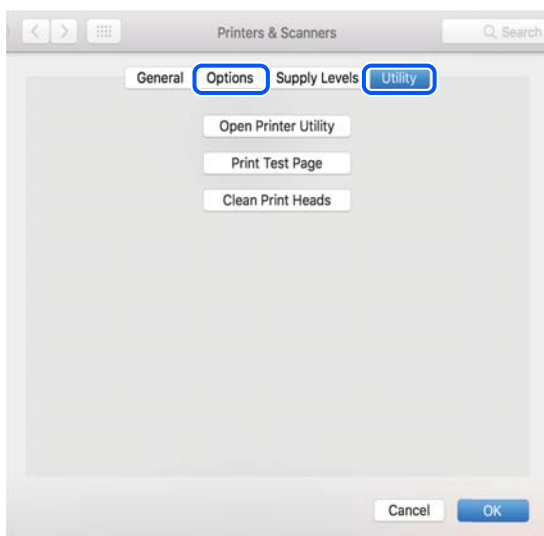 Printers & Scanners Search
General Options Supply Levels Utility
Open Printer Utility
Print Test Page
Clean Print Heads
Cancel OK